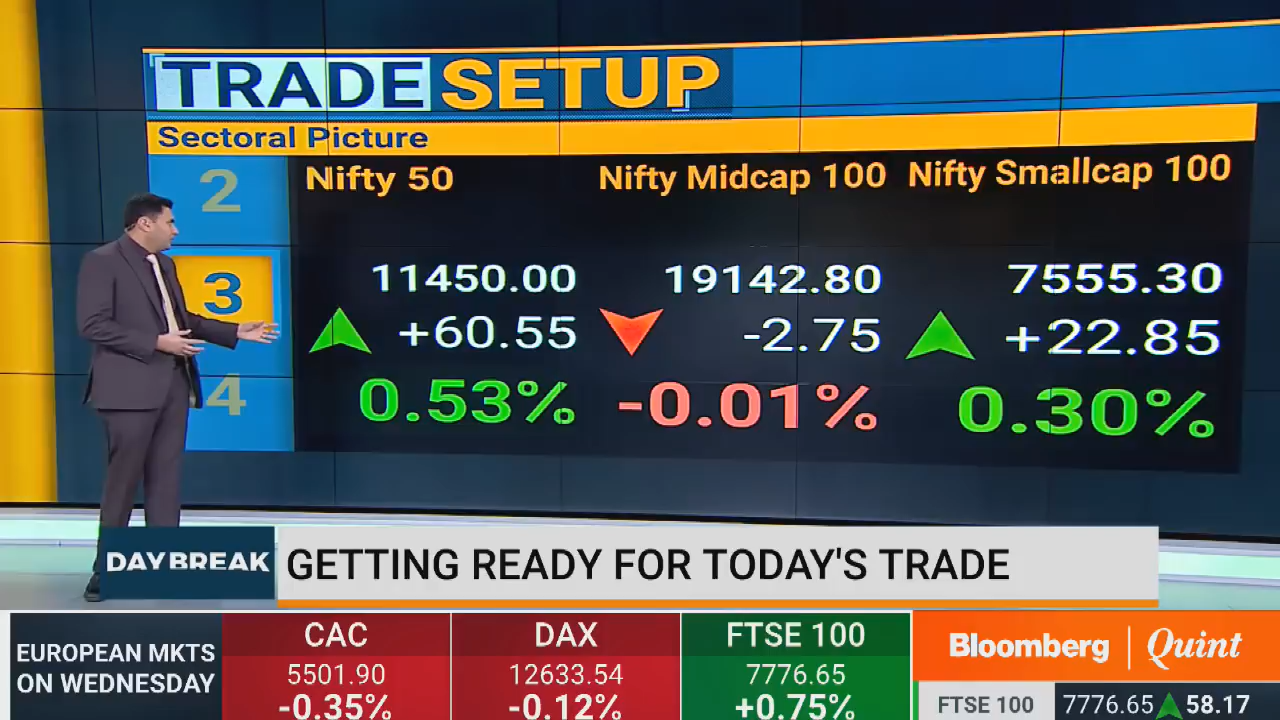 TRADE SETUP
Sectoral Picture
2
3
4
Nifty 50
Nifty Midcap 100
Nifty Smallcap 100
11450.00
19142.80
7555.30
+60.55
-2.75
+22.85
0.53%
-0.01%
0.30%
DAYBREAK
GETTING READY FOR TODAY'S TRADE
EUROPEAN MKTS
ON WEDNESDAY
CAC
5501.90
-0.35%
DAX
12633.54
-0.12%
FTSE 100
7776.65
+0.75%
Bloomberg | Quint
FTSE 100 7776.65 58.17